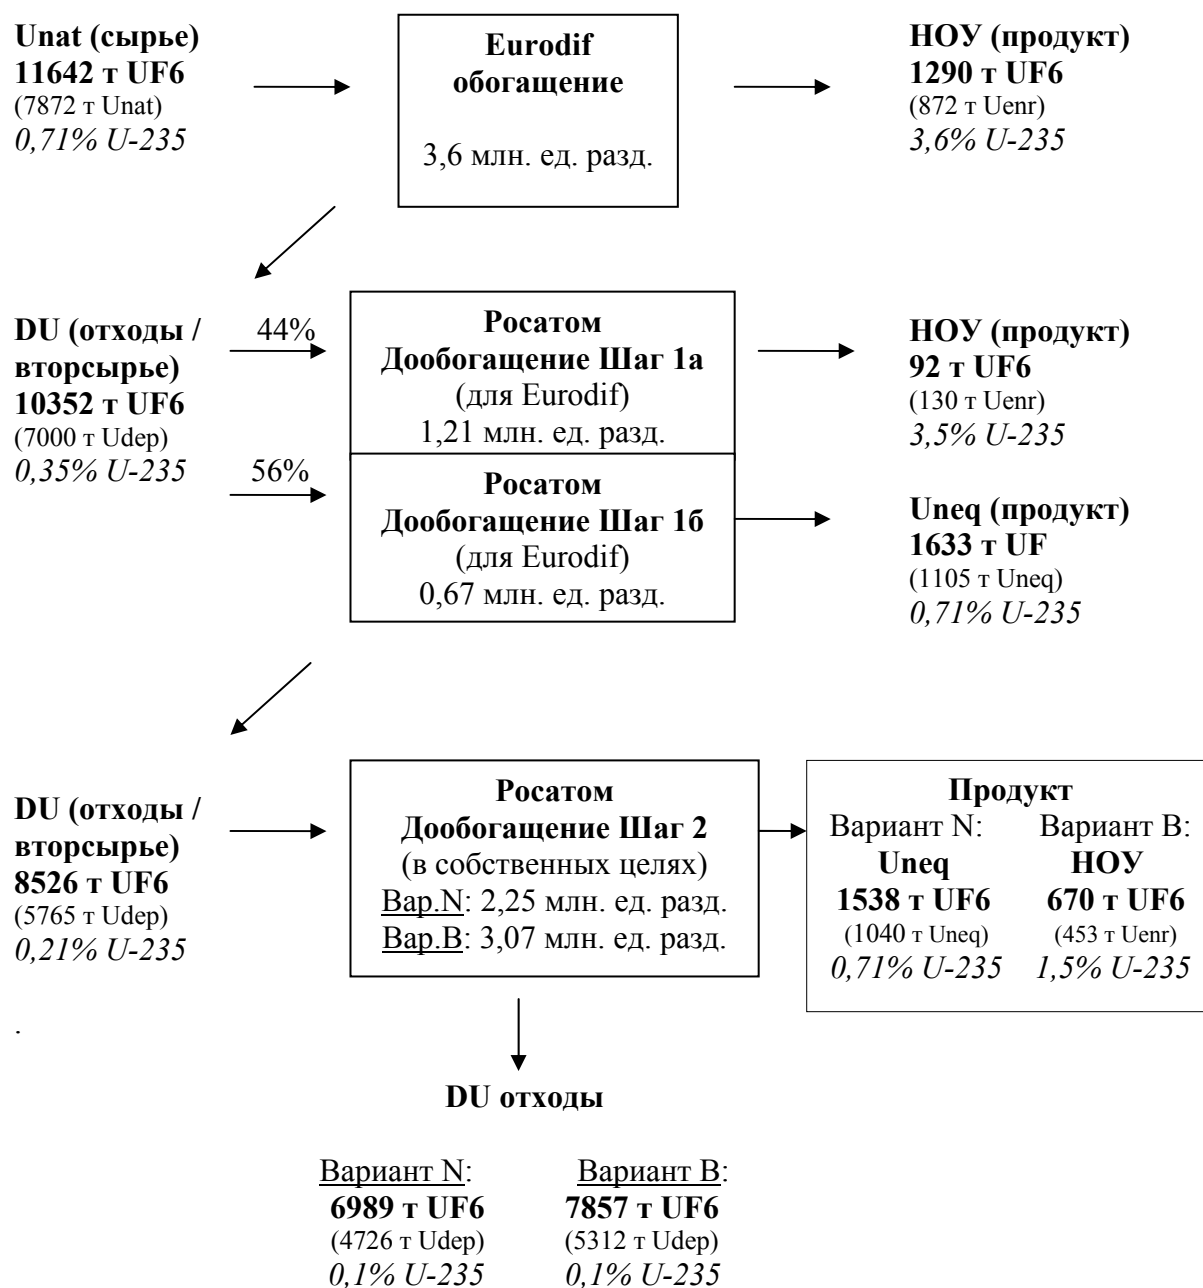 Unat (сырье)
11642 т UF6
(7872 т Unat)
0,71% U-235
Eurodif
обогащение
3,6 млн. ед. разд.
НОУ (продукт)
1290 т UF6
(872 т Uenr)
3,6% U-235
DU (отходы /
вторсырье)
10352 т UF6
(7000 т Udep)
0,35% U-235
44%
56%
Росатом
Дообогащение Шаг 1а
(для Eurodif)
1,21 млн. ед. разд.
Росатом
Дообогащение Шаг 1б
(для Eurodif)
0,67 млн. ед. разд.
НОУ (продукт)
92 т UF6
(130 т Uenr)
3,5% U-235
Uneq (продукт)
1633 т UF
(1105 т Uneq)
0,71% U-235
DU (отходы /
вторсырье)
8526 т UF6
(5765 т Udep)
0,21% U-235
.
Росатом
Дообогащение Шаг 2
(в собственных целях)
Вар.N: 2,25 млн. ед. разд.
Вар.B: 3,07 млн. ед. разд.
Продукт
Вариант N:
Uneq
1538 т UF6
(1040 т Uneq)
0,71% U-235
Вариант B:
НОУ
670 т UF6
(453 т Uenr)
1,5% U-235
DU отходы
Вариант N:
6989 т UF6
(4726 т Udep)
0,1% U-235
Вариант B:
7857 т UF6
(5312 т Udep)
0,1% U-235